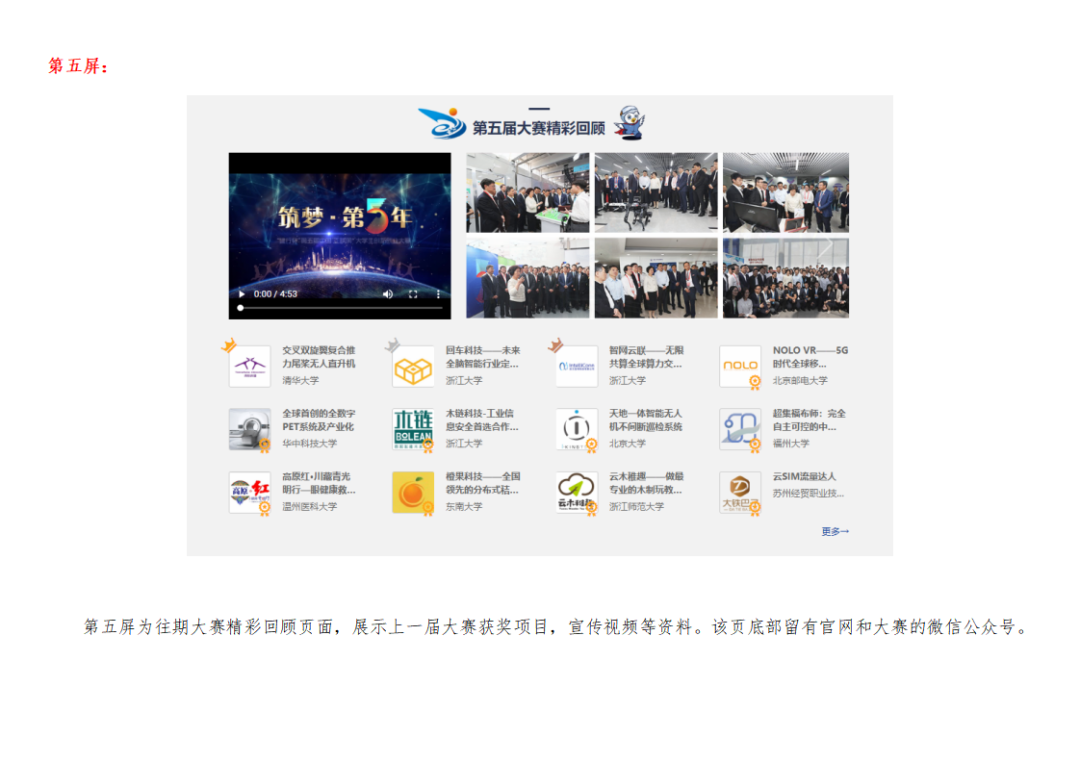 第五屏：
第五届大赛精彩回顾
筑梦·第5年
0:00 / 4:53
交叉双旋翼复合推
力尾桨无人直升机
清华大学
回车科技——未来
全脑智能行业定...
浙江大学
智网云联——无限
共算全球算力交...
浙江大学
nolo
NOLO VR——5G
时代全球移...
北京邮电大学
全球首创的全数字
PET系统及产业化
华中科技大学
木链
BOLEAN
木链科技-工业信
息安全首选合作...
浙江大学
天地一体智能无人
机不间断巡检系统
北京大学
超集福布师：完全
自主可控的中...
福州大学
高原红
高原红·川藏青光
明行—眼健康救...
温州医科大学
橙果科技——全国
领先的分布式秸...
东南大学
云木雅趣——做最
专业的木制玩教...
浙江师范大学
大铁巴子
云SIM流量达人
苏州经贸职业技...
更多→
第五屏为往期大赛精彩回顾页面，展示上一届大赛获奖项目，宣传视频等资料。该页底部留有官网和大赛的微信公众号。